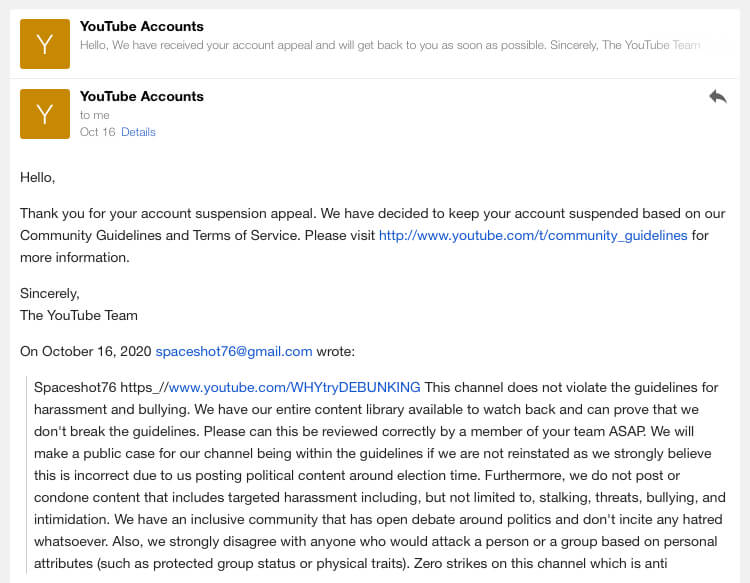 Y
YouTube Accounts
Hello, We have received your account appeal and will get back to you as soon as possible. Sincerely, The YouTube Team
Y
YouTube Accounts
to me
Oct 16 Details
Hello,
Thank you for your account suspension appeal. We have decided to keep your account suspended based on our
Community Guidelines and Terms of Service. Please visit http://www.youtube.com/t/community_guidelines for
more information.
Sincerely,
The YouTube Team
On October 16, 2020 spaceshot76@gmail.com wrote:
Spaceshot76 https_//www.youtube.com/WHYtryDEBUNKING This channel does not violate the guidelines for
harassment and bullying. We have our entire content library available to watch back and can prove that we
don't break the guidelines. Please can this be reviewed correctly by a member of your team ASAP. We will
make a public case for our channel being within the guidelines if we are not reinstated as we strongly believe
this is incorrect due to us posting political content around election time. Furthermore, we do not post or
condone content that includes targeted harassment including, but not limited to, stalking, threats, bullying, and
intimidation. We have an inclusive community that has open debate around politics and don't incite any hatred
whatsoever. Also, we strongly disagree with anyone who would attack a person or a group based on personal
attributes (such as protected group status or physical traits). Zero strikes on this channel which is anti